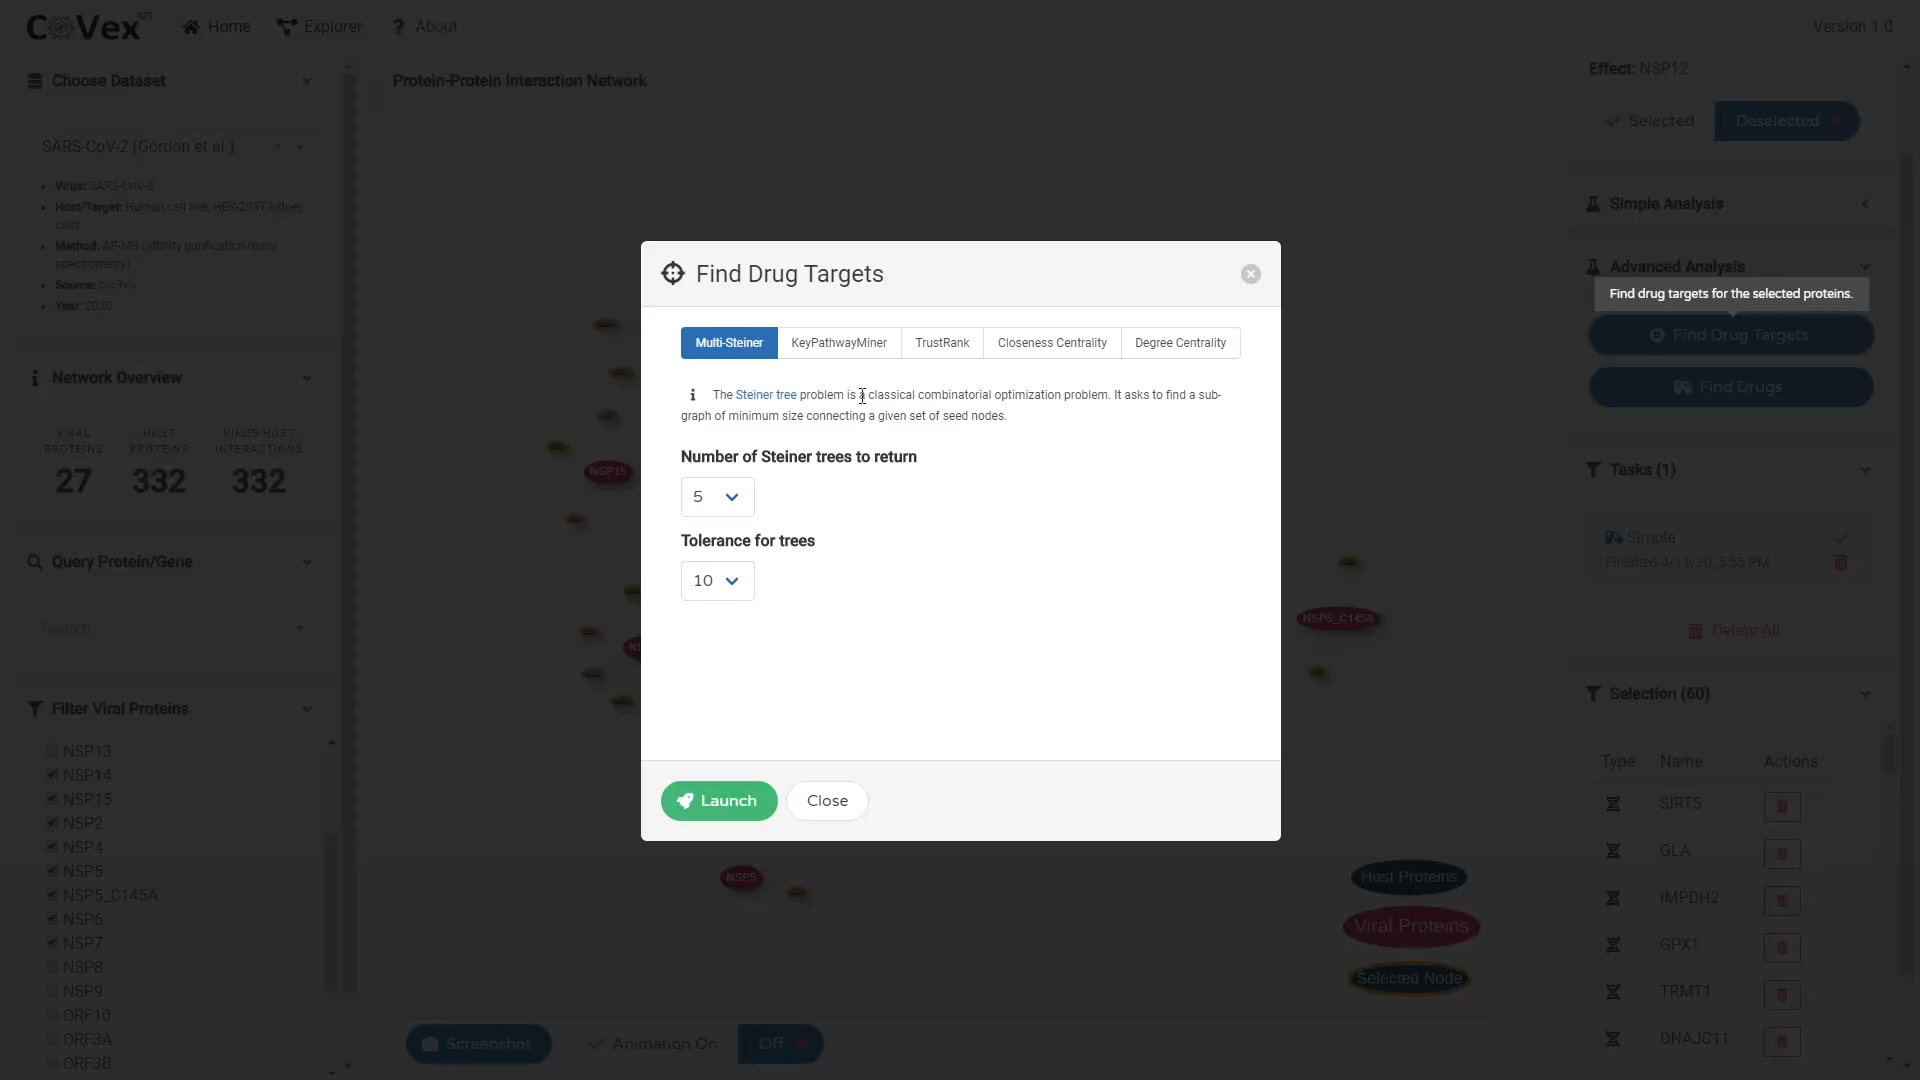 CoVex
Home
Explorer
About
Version 1.0
Choose Dataset
SARS-CoV-2 (Gordon et al.)
Virus: SARS-CoV-2
Host/Target: Human cell line, HEK-293T kidney
cells
Method: AP-MS (affinity purification-mass
spectrometry)
Source: bioRxiv
Year: 2020
Network Overview
VIRAL
PROTEINS
27
HOST
PROTEINS
332
VIRUS-HOST
INTERACTIONS
332
Query Protein/Gene
Search
Filter Viral Proteins
NSP13
NSP14
NSP15
NSP2
NSP4
NSP5
NSP5_C145A
NSP6
NSP7
NSP8
NSP9
ORF10
ORF3A
ORF3B
Protein-Protein Interaction Network
NSP15
NSP5_C145A
NSP5
Host Proteins
Viral Proteins
Selected Node
Screenshot
Animation On
Off
Find Drug Targets
Multi-Steiner
KeyPathwayMiner
TrustRank
Closeness Centrality
Degree Centrality
The Steiner tree problem is a classical combinatorial optimization problem. It asks to find a sub-
graph of minimum size connecting a given set of seed nodes.
Number of Steiner trees to return
5
Tolerance for trees
10
Launch
Close
Effect: NSP12
Selected
Deselected
Simple Analysis
Advanced Analysis
Find drug targets for the selected proteins.
Find Drug Targets
Find Drugs
Tasks (1)
Simple
Finished 4/11/20, 5:55 PM
Delete All
Selection (60)
Type Name Actions
SIRT5
GLA
IMPDH2
GPX1
TRMT1
DNAJC11